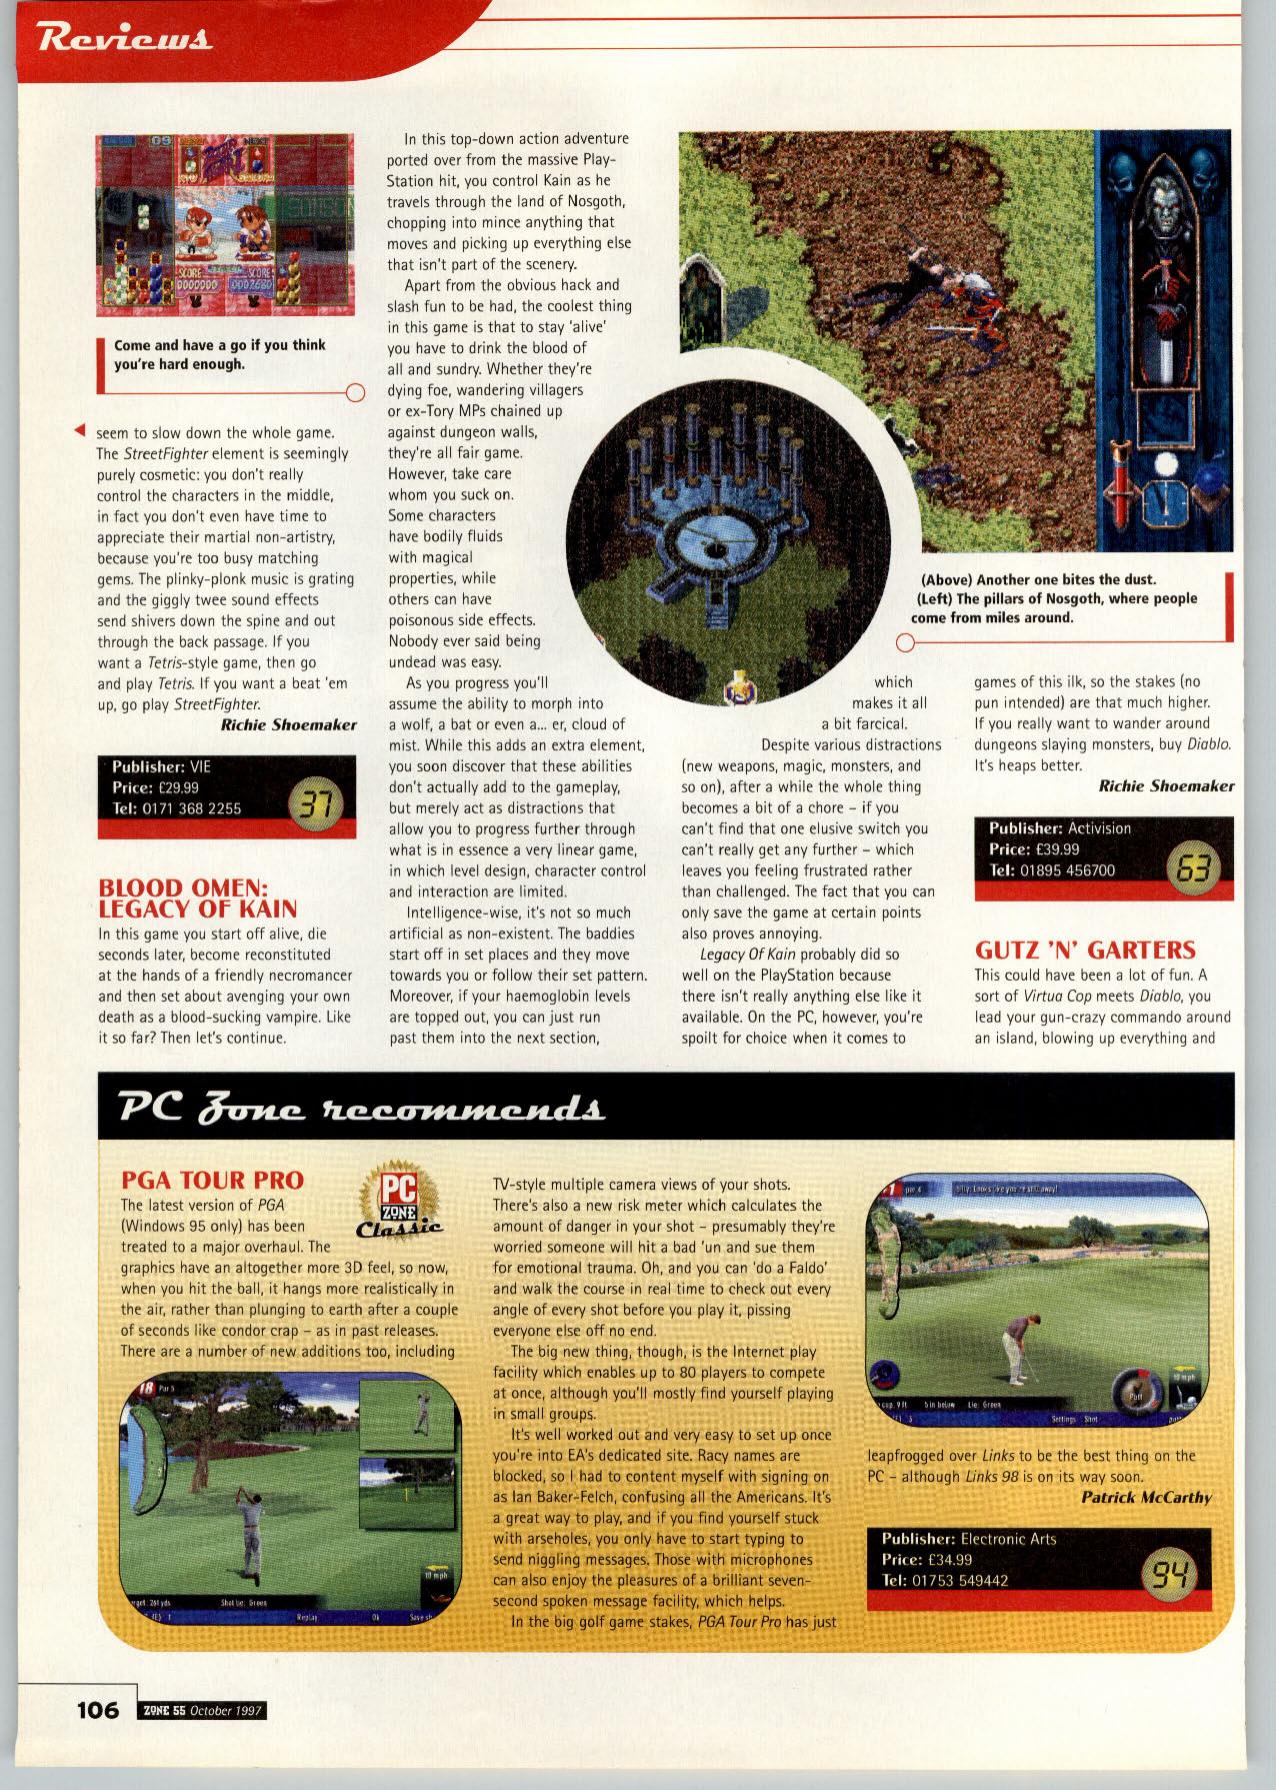 Reviews
Come and have a go if you think
you're hard enough.
seem to slow down the whole game.
The StreetFighter element is seemingly
purely cosmetic: you don't really
control the characters in the middle,
in fact you don't even have time to
appreciate their martial non-artistry,
because you're too busy matching
gems. The plinky-plonk music is grating
and the giggly twee sound effects
send shivers down the spine and out
through the back passage. If you
want a Tetris-style game, then go
and play Tetris. If you want a beat 'em
up, go play StreetFighter.
Richie Shoemaker
Publisher: VIE
Price: £29.99
Tel: 0171 368 2255
37
BLOOD OMEN:
LEGACY OF KAIN
In this game you start off alive, die
seconds later, become reconstituted
at the hands of a friendly necromancer
and then set about avenging your own
death as a blood-sucking vampire. Like
it so far? Then let's continue.
In this top-down action adventure
ported over from the massive Play-
Station hit, you control Kain as he
travels through the land of Nosgoth,
chopping into mince anything that
moves and picking up everything else
that isn't part of the scenery.
Apart from the obvious hack and
slash fun to be had, the coolest thing
in this game is that to stay 'alive'
you have to drink the blood of
all and sundry. Whether they're
dying foe, wandering villagers
or ex-Tory MPs chained up
against dungeon walls,
they're all fair game.
However, take care
whom you suck on.
Some characters
have bodily fluids
with magical
properties, while
others can have
poisonous side effects.
Nobody ever said being
undead was easy.
As you progress you'll
assume the ability to morph into
a wolf, a bat or even a... er, cloud of
mist. While this adds an extra element,
you soon discover that these abilities
don't actually add to the gameplay,
but merely act as distractions that
allow you to progress further through
what is in essence a very linear game,
in which level design, character control
and interaction are limited.
Intelligence-wise, it's not so much
artificial as non-existent. The baddies
start off in set places and they move
towards you or follow their set pattern.
Moreover, if your haemoglobin levels
are topped out, you can just run
past them into the next section,
(Above) Another one bites the dust.
(Left) The pillars of Nosgoth, where people
come from miles around.
which
makes it all
a bit farcical.
Despite various distractions
(new weapons, magic, monsters, and
so on), after a while the whole thing
becomes a bit of a chore – if you
can't find that one elusive switch you
can't really get any further – which
leaves you feeling frustrated rather
than challenged. The fact that you can
only save the game at certain points
also proves annoying.
Legacy Of Kain probably did so
well on the PlayStation because
there isn't really anything else like it
available. On the PC, however, you're
spoilt for choice when it comes to
games of this ilk, so the stakes (no
pun intended) are that much higher.
If you really want to wander around
dungeons slaying monsters, buy Diablo.
It's heaps better.
Richie Shoemaker
Publisher: Activision
Price: £39.99
Tel: 01895 456700
63
GUTZ 'N' GARTERS
This could have been a lot of fun. A
sort of Virtua Cop meets Diablo, you
lead your gun-crazy commando around
an island, blowing up everything and
PC Zone recommends
PGA TOUR PRO
PC
ZONE
Classic
The latest version of PGA
(Windows 95 only) has been
treated to a major overhaul. The
graphics have an altogether more 3D feel, so now,
when you hit the ball, it hangs more realistically in
the air, rather than plunging to earth after a couple
of seconds like condor crap – as in past releases.
There are a number of new additions too, including
18 Par 5
10 mph
Shot lie: Green
Replay Ok
TV-style multiple camera views of your shots.
There's also a new risk meter which calculates the
amount of danger in your shot – presumably they're
worried someone will hit a bad 'un and sue them
for emotional trauma. Oh, and you can 'do a Faldo'
and walk the course in real time to check out every
angle of every shot before you play it, pissing
everyone else off no end.
The big new thing, though, is the Internet play
facility which enables up to 80 players to compete
at once, although you'll mostly find yourself playing
in small groups.
It's well worked out and very easy to set up once
you're into EA's dedicated site. Racy names are
blocked, so I had to content myself with signing on
as Ian Baker-Felch, confusing all the Americans. It's
a great way to play, and if you find yourself stuck
with arseholes, you only have to start typing to
send niggling messages. Those with microphones
can also enjoy the pleasures of a brilliant seven-
second spoken message facility, which helps.
In the big golf game stakes, PGA Tour Pro has just
10 mph
Lie: Green
Settings Shot
leapfrogged over Links to be the best thing on the
PC – although Links 98 is on its way soon.
Patrick McCarthy
Publisher: Electronic Arts
Price: £34.99
Tel: 01753 549442
94
106 ZONE 55 October 1997